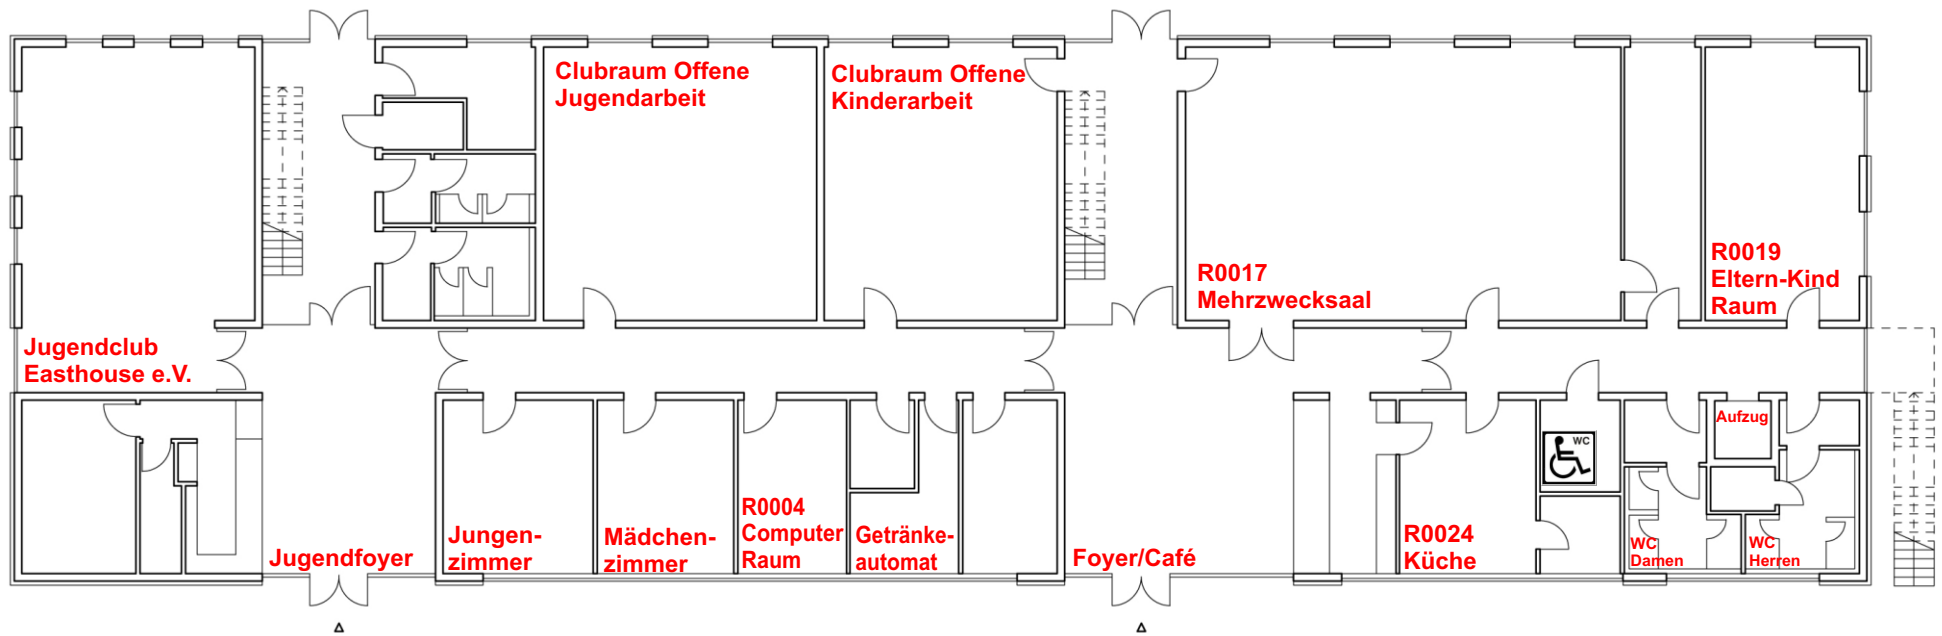 Clubraum Offene
Jugendarbeit
Clubraum Offene
Kinderarbeit
R0017
Mehrzwecksaal
R0019
Eltern-Kind
Raum
Jugendclub
Easthouse e.V.
Jugendfoyer
Jungen-
zimmer
Mädchen-
zimmer
R0004
Computer
Raum
Getränke-
automat
Foyer/Café
R0024
Küche
WC
Aufzug
WC
Damen
WC
Herren